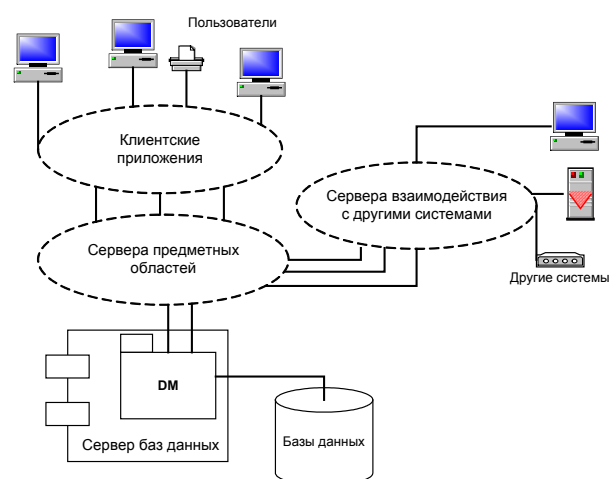 Пользователи
Клиентские
приложения
Сервера взаимодействия
с другими системами
Сервера предметных
областей
Другие системы
DM
Сервер баз данных
Базы данных